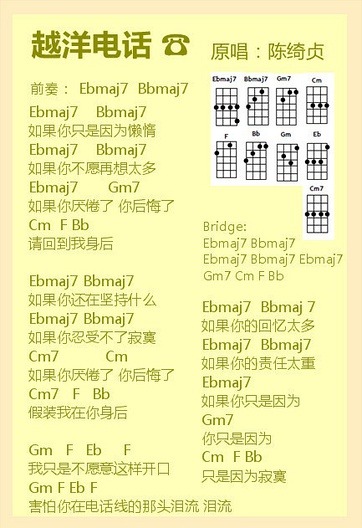 越洋电话 ☎
原唱：陈绮贞
前奏： Ebmaj7 Bbmaj7
Ebmaj7 Bbmaj7
如果你只是因为懒惰
Ebmaj7 Bbmaj7
如果你不愿再想太多
Ebmaj7 Gm7
如果你厌倦了 你后悔了
Cm F Bb
请回到我身后
Ebmaj7 Bbmaj7
如果你还在坚持什么
Ebmaj7 Bbmaj7
如果你忍受不了寂寞
Cm7 Cm
如果你厌倦了 你后悔了
Cm7 F Bb
假装我在你身后
Gm F Eb F
我只是不愿意这样开口
Gm F Eb F
害怕你在电话线的那头泪流 泪流
Ebmaj7 Bbmaj7 Gm7 Cm
F Bb Gm Eb
Cm7
Bridge:
Ebmaj7 Bbmaj7
Ebmaj7 Bbmaj7 Ebmaj7
Gm7 Cm F Bb
Ebmaj7 Bbmaj 7
如果你的回忆太多
Ebmaj7 Bbmaj7
如果你的责任太重
Ebmaj7
如果你只是因为
Gm7
你只是因为
Cm F Bb
只是因为寂寞